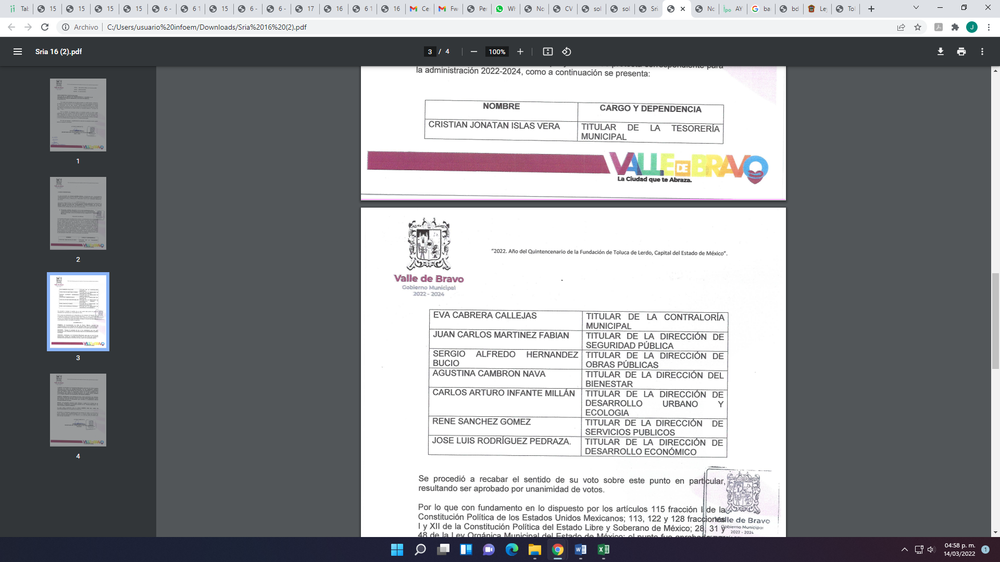 Tal
15
15
15
15
6 -
6 1
15
6 -
6 -
17
16
6 1
16
Ce
Fw
Per
Wh
No
CV
sol
sol
Sri
No
AY
ba
bd
Ley
Tol
Archivo
C:/Users/usuario%20infoem/Downloads/Sria%2016%20(2).pdf
J
Sria 16 (2).pdf
3 / 4
100%
1
2
3
4
la administración 2022-2024, como a continuación se presenta:
NOMBRE
CARGO Y DEPENDENCIA
CRISTIAN JONATAN ISLAS VERA
TITULAR DE LA TESORERÍA
MUNICIPAL
VALLE DE BRAVO
La Ciudad que te Abraza.
"2022. Año del Quintencenario de la Fundación de Toluca de Lerdo, Capital del Estado de México".
Valle de Bravo
Gobierno Municipal
2022 - 2024
EVA CABRERA CALLEJAS
TITULAR DE LA CONTRALORÍA
MUNICIPAL
JUAN CARLOS MARTINEZ FABIAN
TITULAR DE LA DIRECCIÓN DE
SEGURIDAD PÚBLICA
SERGIO ALFREDO HERNANDEZ
BUCIO
TITULAR DE LA DIRECCIÓN DE
OBRAS PÚBLICAS
AGUSTINA CAMBRON NAVA
TITULAR DE LA DIRECCIÓN DEL
BIENESTAR
CARLOS ARTURO INFANTE MILLÁN
TITULAR DE LA DIRECCIÓN DE
DESARROLLO URBANO Y
ECOLOGIA
RENE SANCHEZ GOMEZ
TITULAR DE LA DIRECCIÓN DE
SERVICIOS PUBLICOS
JOSE LUIS RODRÍGUEZ PEDRAZA.
TITULAR DE LA DIRECCIÓN DE
DESARROLLO ECONÓMICO
Se procedió a recabar el sentido de su voto sobre este punto en particular,
resultando ser aprobado por unanimidad de votos.
Por lo que con fundamento en lo dispuesto por los artículos 115 fracción I de la
Constitución Política de los Estados Unidos Mexicanos; 113, 122 y 128 fracciones
I y XII de la Constitución Política del Estado Libre y Soberano de México; 28, 31 y
48 de la Ley Orgánica Municipal del Estado de México; el punto fue
Valle de Bravo
Gobierno Municipal
2022 - 2024
04:58 p. m.
14/03/2022
1